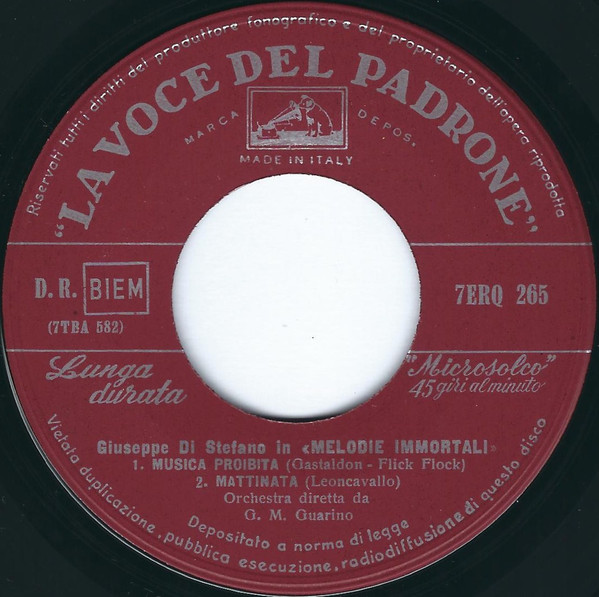 Riservati tutti i diritti del produttore fonografico e del proprietario dell'opera riprodotta
"LA VOCE DEL PADRONE"
MARCA DEPOS.
MADE IN ITALY
D. R. BIEM
7ERQ 265
(7TBA 582)
Lunga durata
"Microsolco"
45 giri al minuto
Giuseppe Di Stefano in «MELODIE IMMORTALI»
1. MUSICA PROIBITA (Gastaldon - Flick Flock)
2. MATTINATA (Leoncavallo)
Orchestra diretta da
G. M. Guarino
Depositato a norma di legge
Vietata duplicazione, pubblica esecuzione, radiodiffusione di questo disco